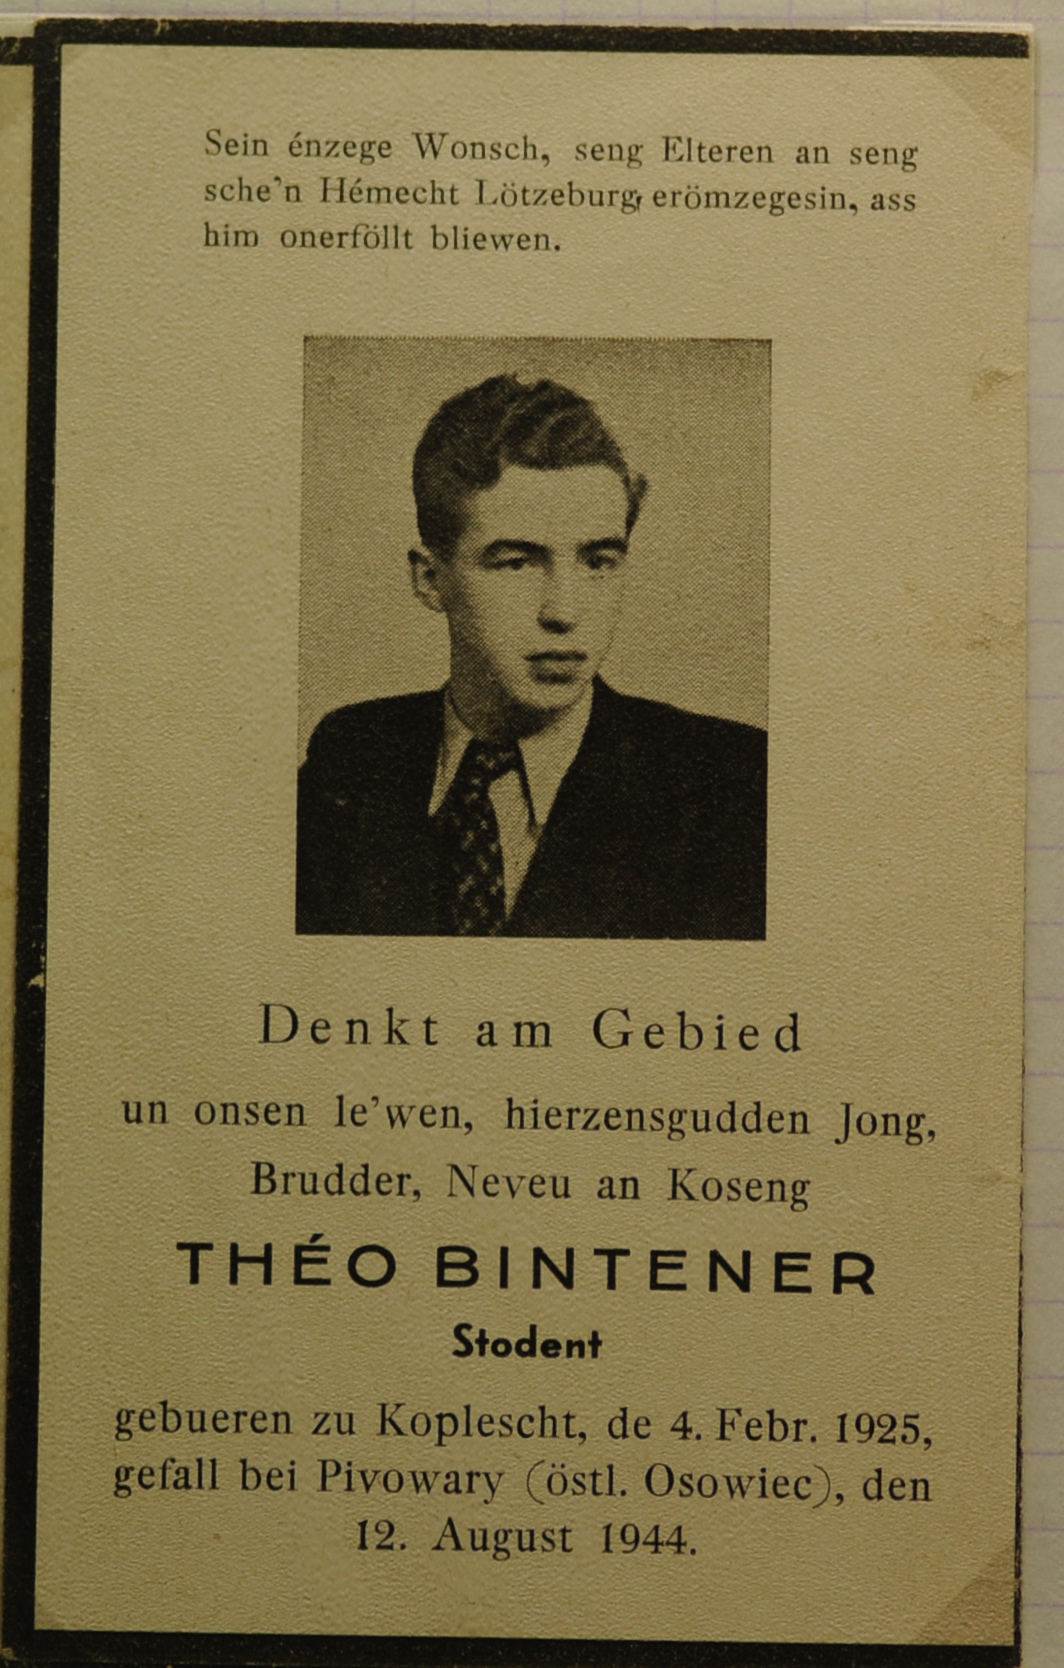 Sein énzege Wonsch, seng Elteren an seng
sche'n Hémecht Lötzeburg, erömzegesin, ass
him onerföllt bliewen.
Denkt am Gebied
un onsen le'wen, hierzensgudden Jong,
Brudder, Neveu an Koseng
THÉO BINTENER
Stodent
gebueren zu Koplescht, de 4. Febr. 1925,
gefall bei Pivowary (östl. Osowiec), den
12. August 1944.